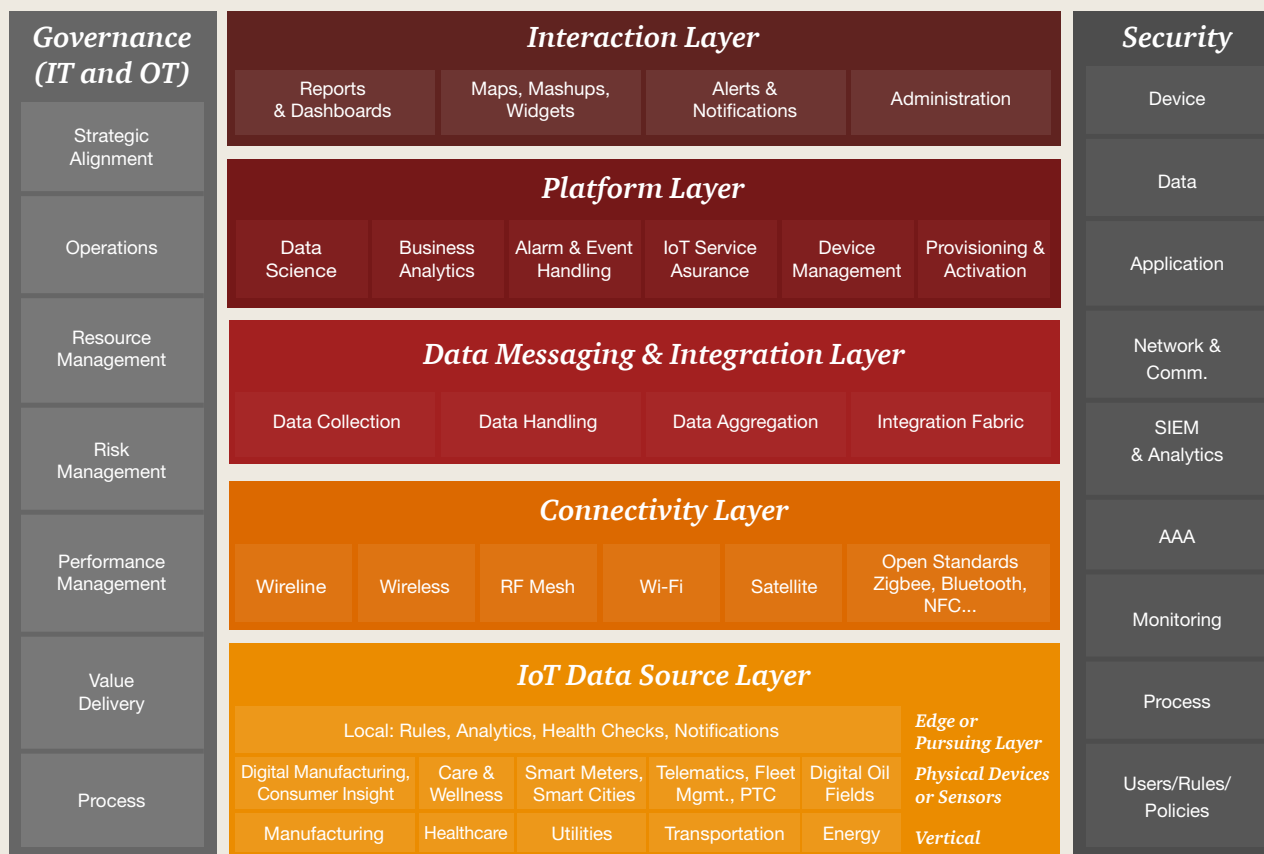 Governance
(IT and OT)
Strategic
Alignment
Operations
Resource
Management
Risk
Management
Performance
Management
Value
Delivery
Process
Interaction Layer
Reports
& Dashboards
Maps, Mashups,
Widgets
Alerts &
Notifications
Administration
Platform Layer
Data
Science
Business
Analytics
Alarm & Event
Handling
IoT Service
Asurance
Device
Management
Provisioning &
Activation
Data Messaging & Integration Layer
Data Collection
Data Handling
Data Aggregation
Integration Fabric
Connectivity Layer
Wireline
Wireless
RF Mesh
Wi-Fi
Satellite
Open Standards
Zigbee, Bluetooth,
NFC...
IoT Data Source Layer
Local: Rules, Analytics, Health Checks, Notifications
Edge or
Pursuing Layer
Digital Manufacturing,
Consumer Insight
Care &
Wellness
Smart Meters,
Smart Cities
Telematics, Fleet
Mgmt., PTC
Digital Oil
Fields
Physical Devices
or Sensors
Manufacturing
Healthcare
Utilities
Transportation
Energy
Vertical
Security
Device
Data
Application
Network &
Comm.
SIEM
& Analytics
AAA
Monitoring
Process
Users/Rules/
Policies